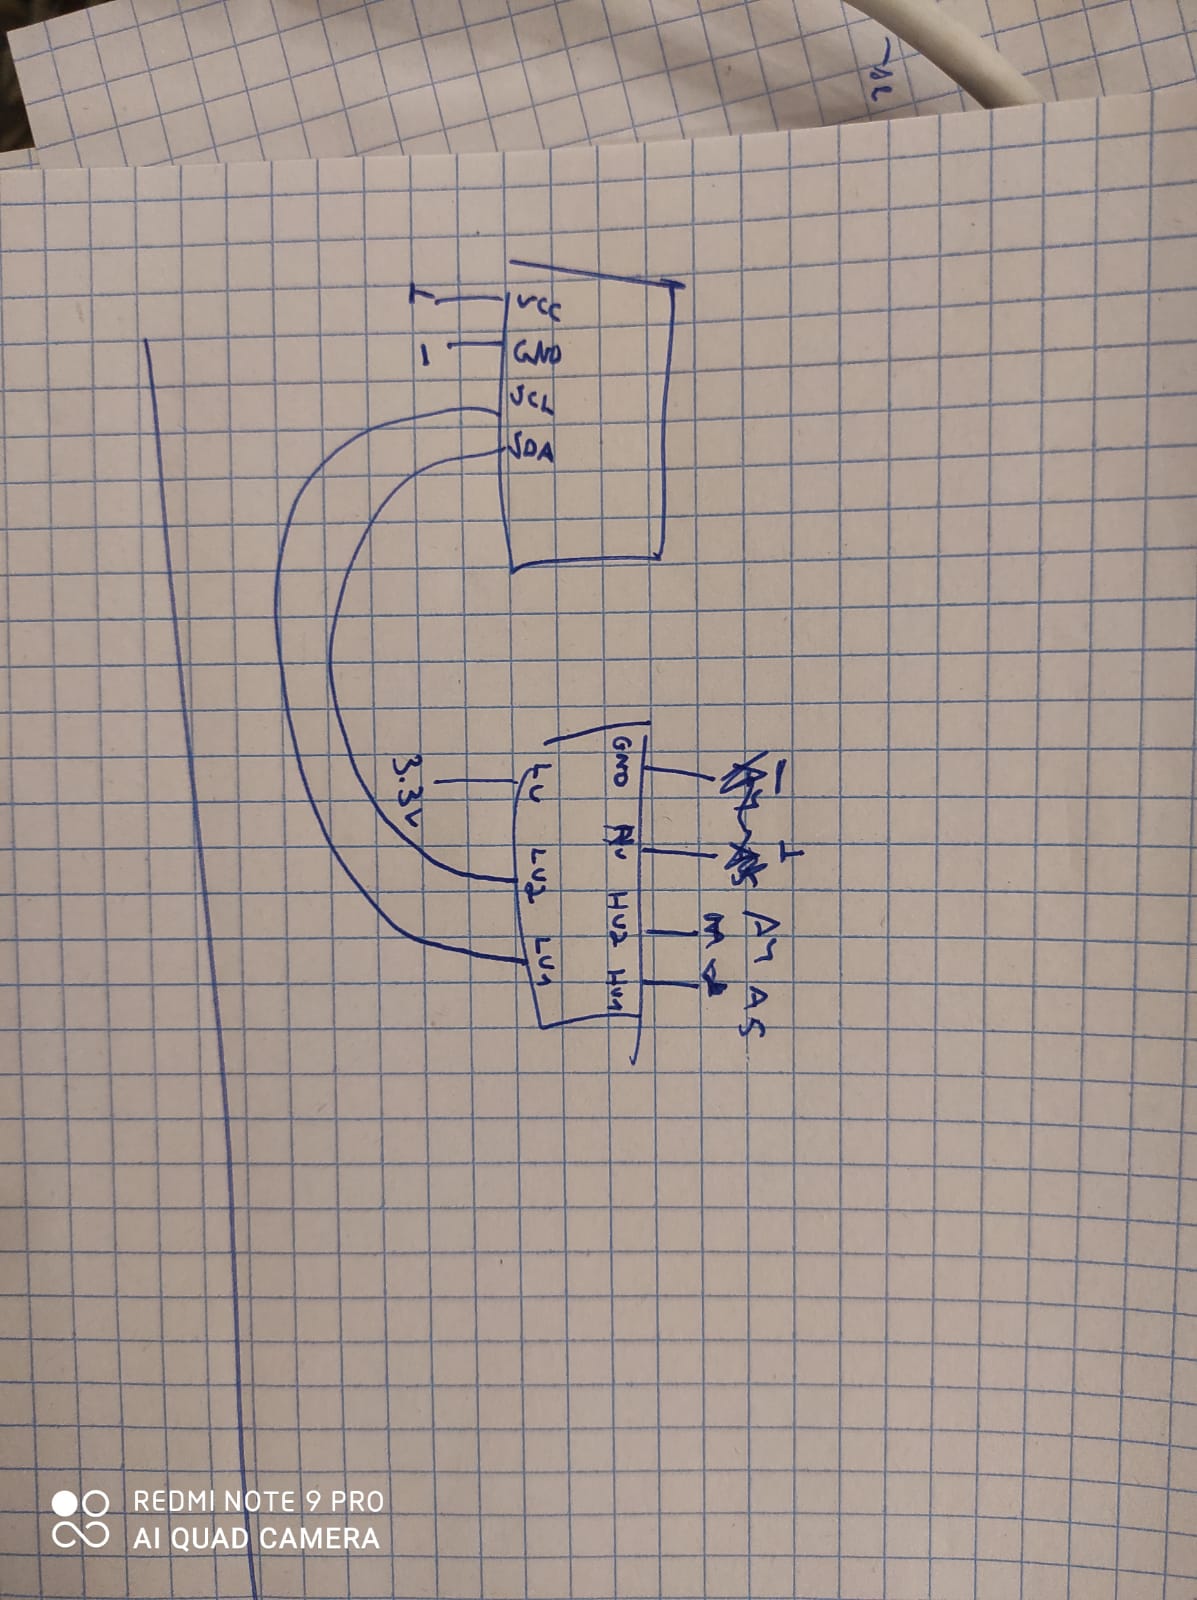 VCC
GND
SCL
SDA
3.3V
LV
LV2
LV1
GND
HV2
HV1
A4
A5
REDMI NOTE 9 PRO
AI QUAD CAMERA